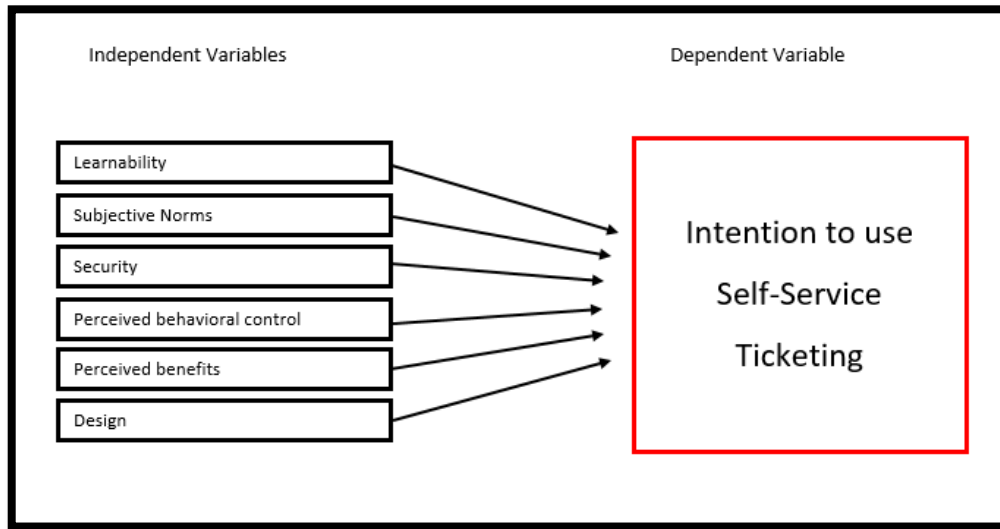 Independent Variables
Dependent Variable
Learnability
Subjective Norms
Security
Perceived behavioral control
Perceived benefits
Design
Intention to use
Self-Service
Ticketing